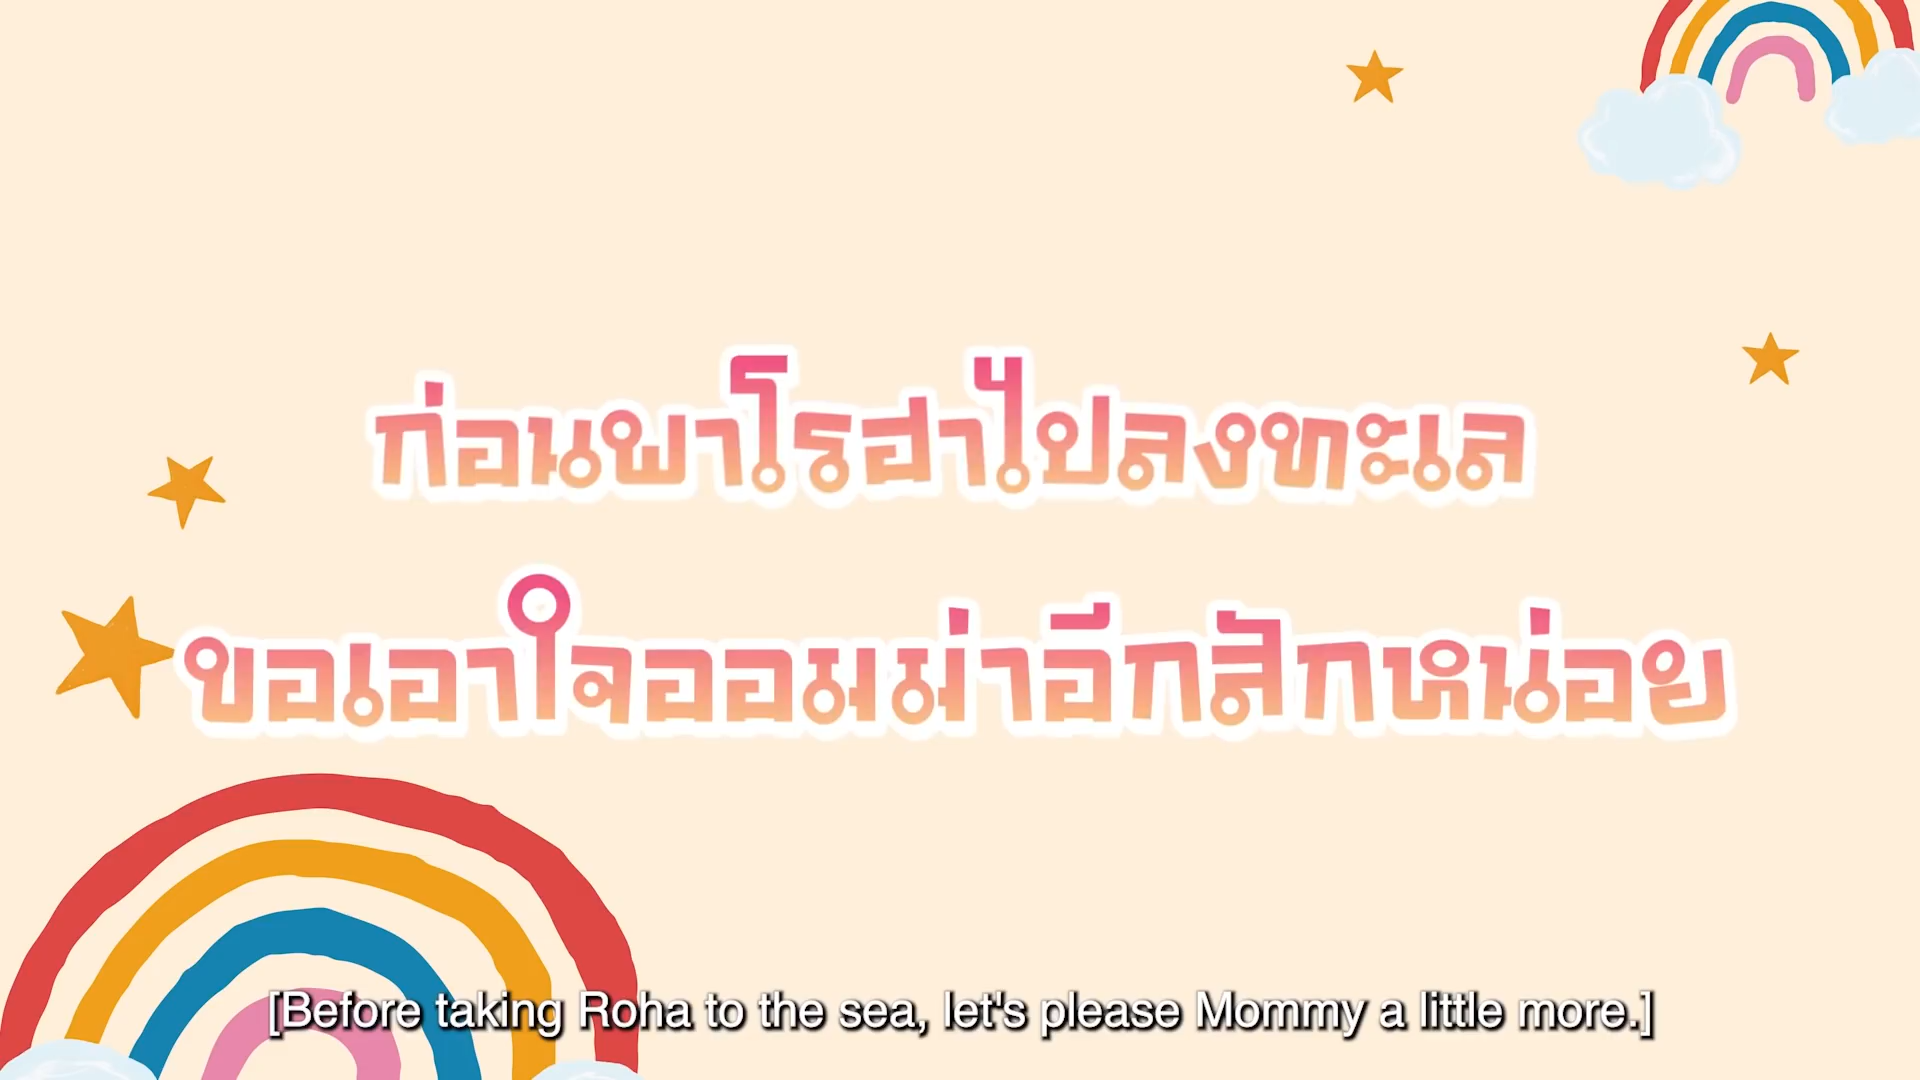 ก่อนพาโรฮาไปลงทะเล
ขอเอาใจออมม่าอีกสักหน่อย
[Before taking Roha to the sea, let's please Mommy a little more.]